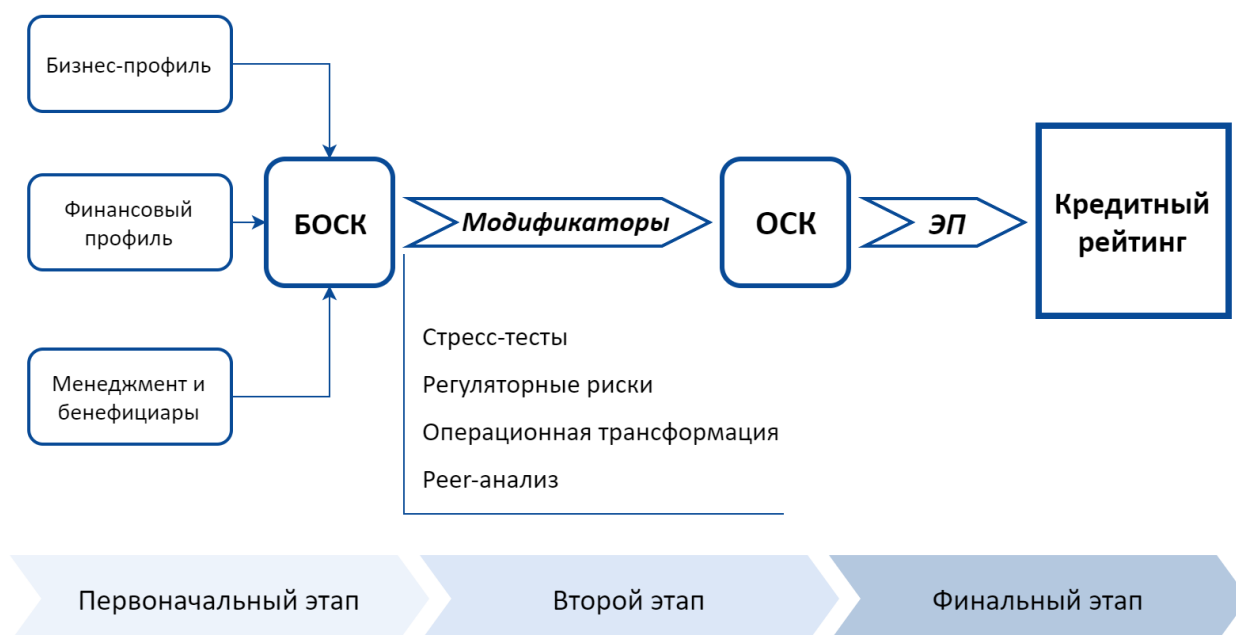 Бизнес-профиль
Финансовый
профиль
Менеджмент и
бенефициары
БОСК
Модификаторы
Стресс-тесты
Регуляторные риски
Операционная трансформация
Peer-анализ
ОСК
ЭП
Кредитный
рейтинг
Первоначальный этап
Второй этап
Финальный этап